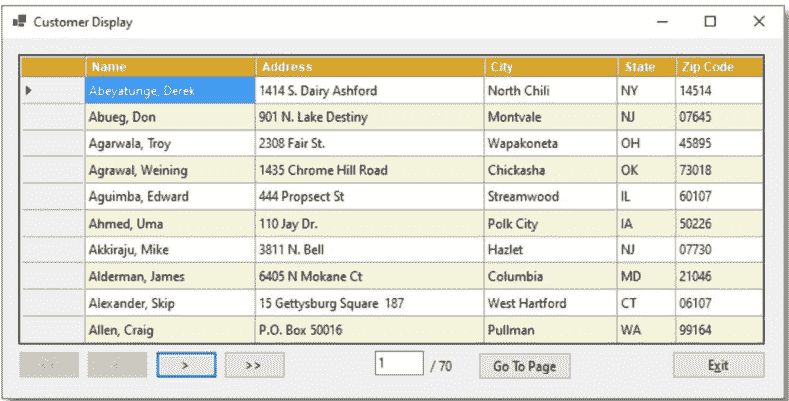 Customer Display
Name Address City State Zip Code
Abeyatunge, Derek 1414 S. Dairy Ashford North Chili NY 14514
Abueg, Don 901 N. Lake Destiny Montvale NJ 07645
Agarwala, Troy 2308 Fair St. Wapakoneta OH 45895
Agrawal, Weining 1435 Chrome Hill Road Chickasha OK 73018
Aguimba, Edward 444 Propsect St Streamwood IL 60107
Ahmed, Uma 110 Jay Dr. Polk City IA 50226
Akkiraju, Mike 3811 N. Bell Hazlet NJ 07730
Alderman, James 6405 N Mokane Ct Columbia MD 21046
Alexander, Skip 15 Gettysburg Square 187 West Hartford CT 06107
Allen, Craig P.O. Box 50016 Pullman WA 99164
<< < > >> 1 / 70 Go To Page Exit